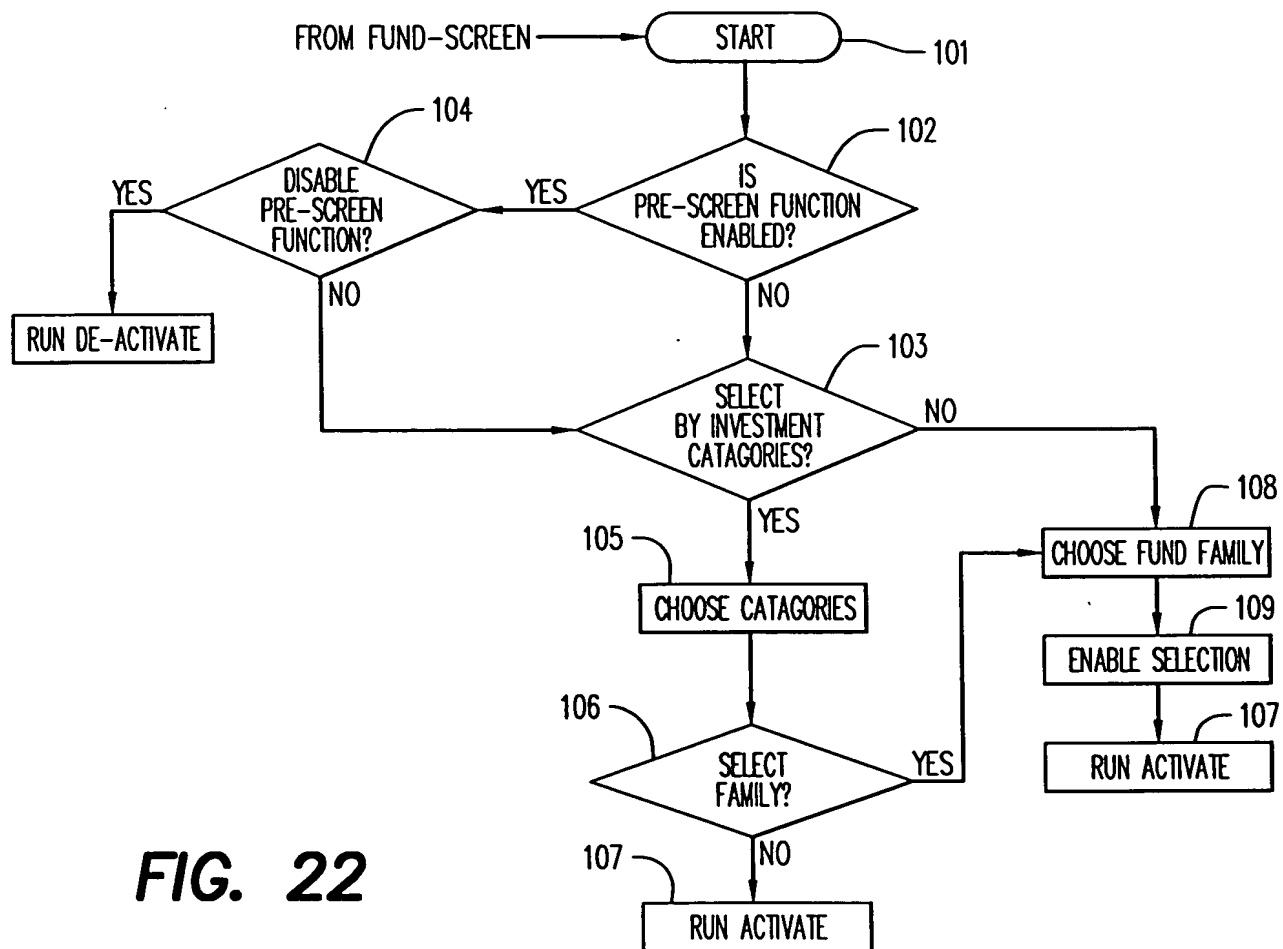 FROM FUND-SCREEN
START
101
104
102
DISABLE
PRE-SCREEN
FUNCTION?
YES
YES
IS
PRE-SCREEN FUNCTION
ENABLED?
NO
NO
RUN DE-ACTIVATE
103
SELECT
BY INVESTMENT
CATAGORIES?
NO
YES
108
CHOOSE FUND FAMILY
105
CHOOSE CATAGORIES
109
ENABLE SELECTION
106
SELECT
FAMILY?
YES
107
RUN ACTIVATE
NO
107
RUN ACTIVATE
FIG. 22